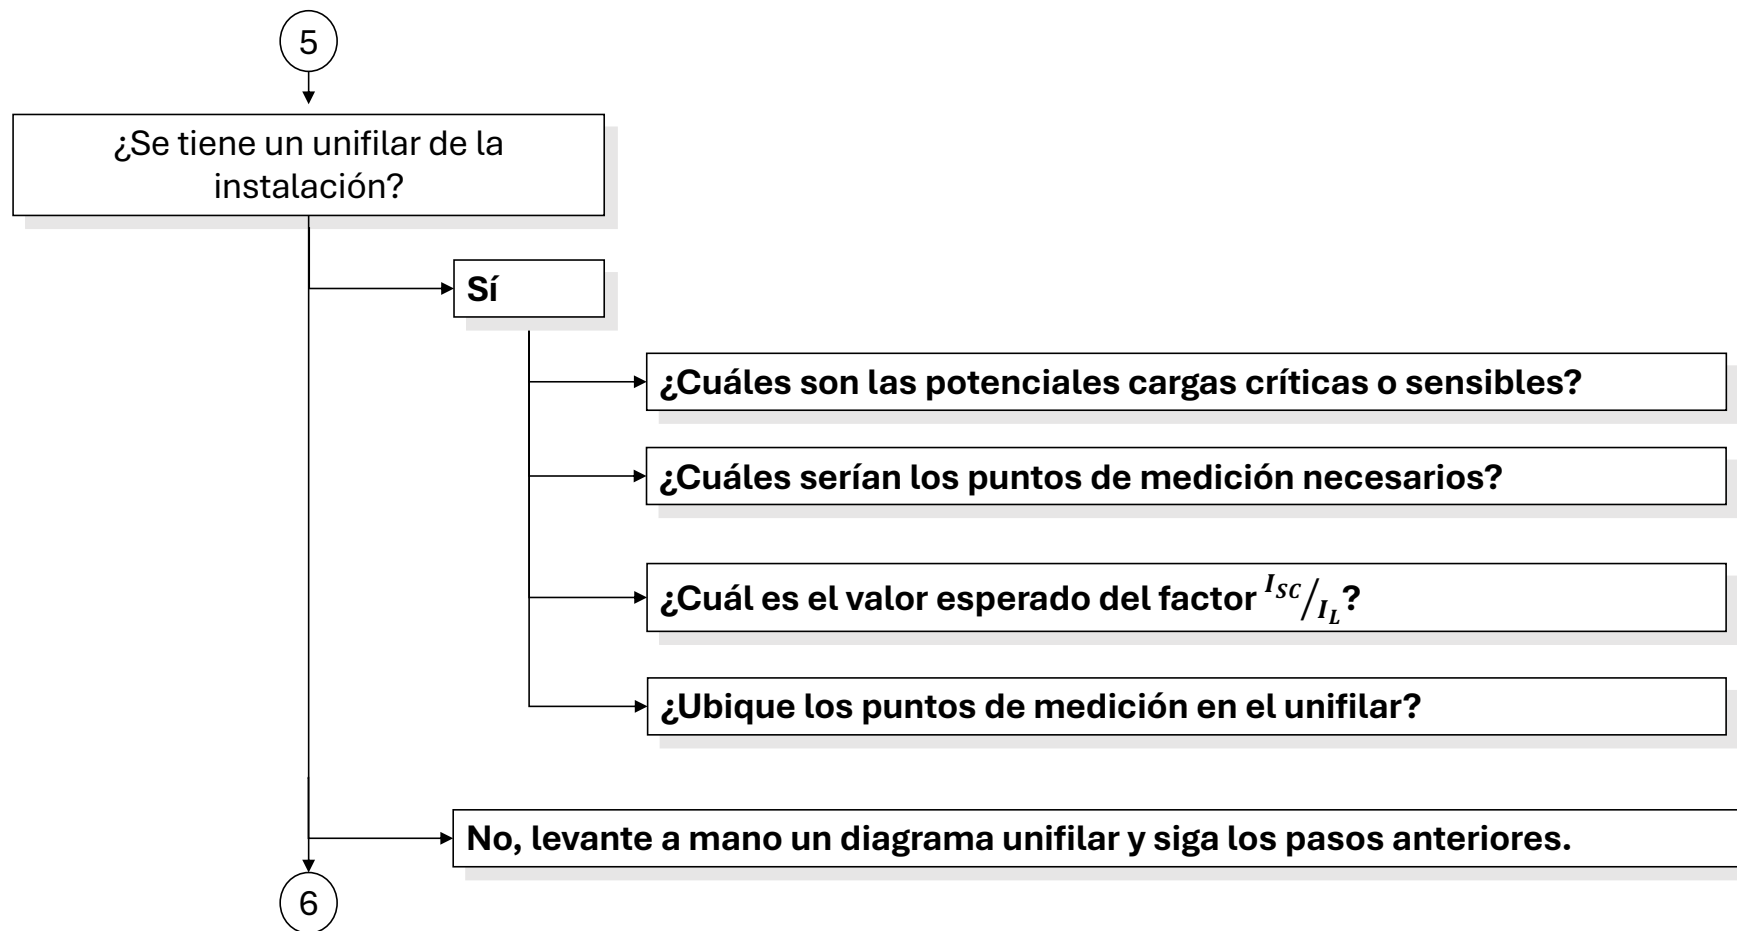 5
¿Se tiene un unifilar de la
instalación?
Sí
¿Cuáles son las potenciales cargas críticas o sensibles?
¿Cuáles serían los puntos de medición necesarios?
¿Cuál es el valor esperado del factor I_SC/I_L?
¿Ubique los puntos de medición en el unifilar?
No, levante a mano un diagrama unifilar y siga los pasos anteriores.
6